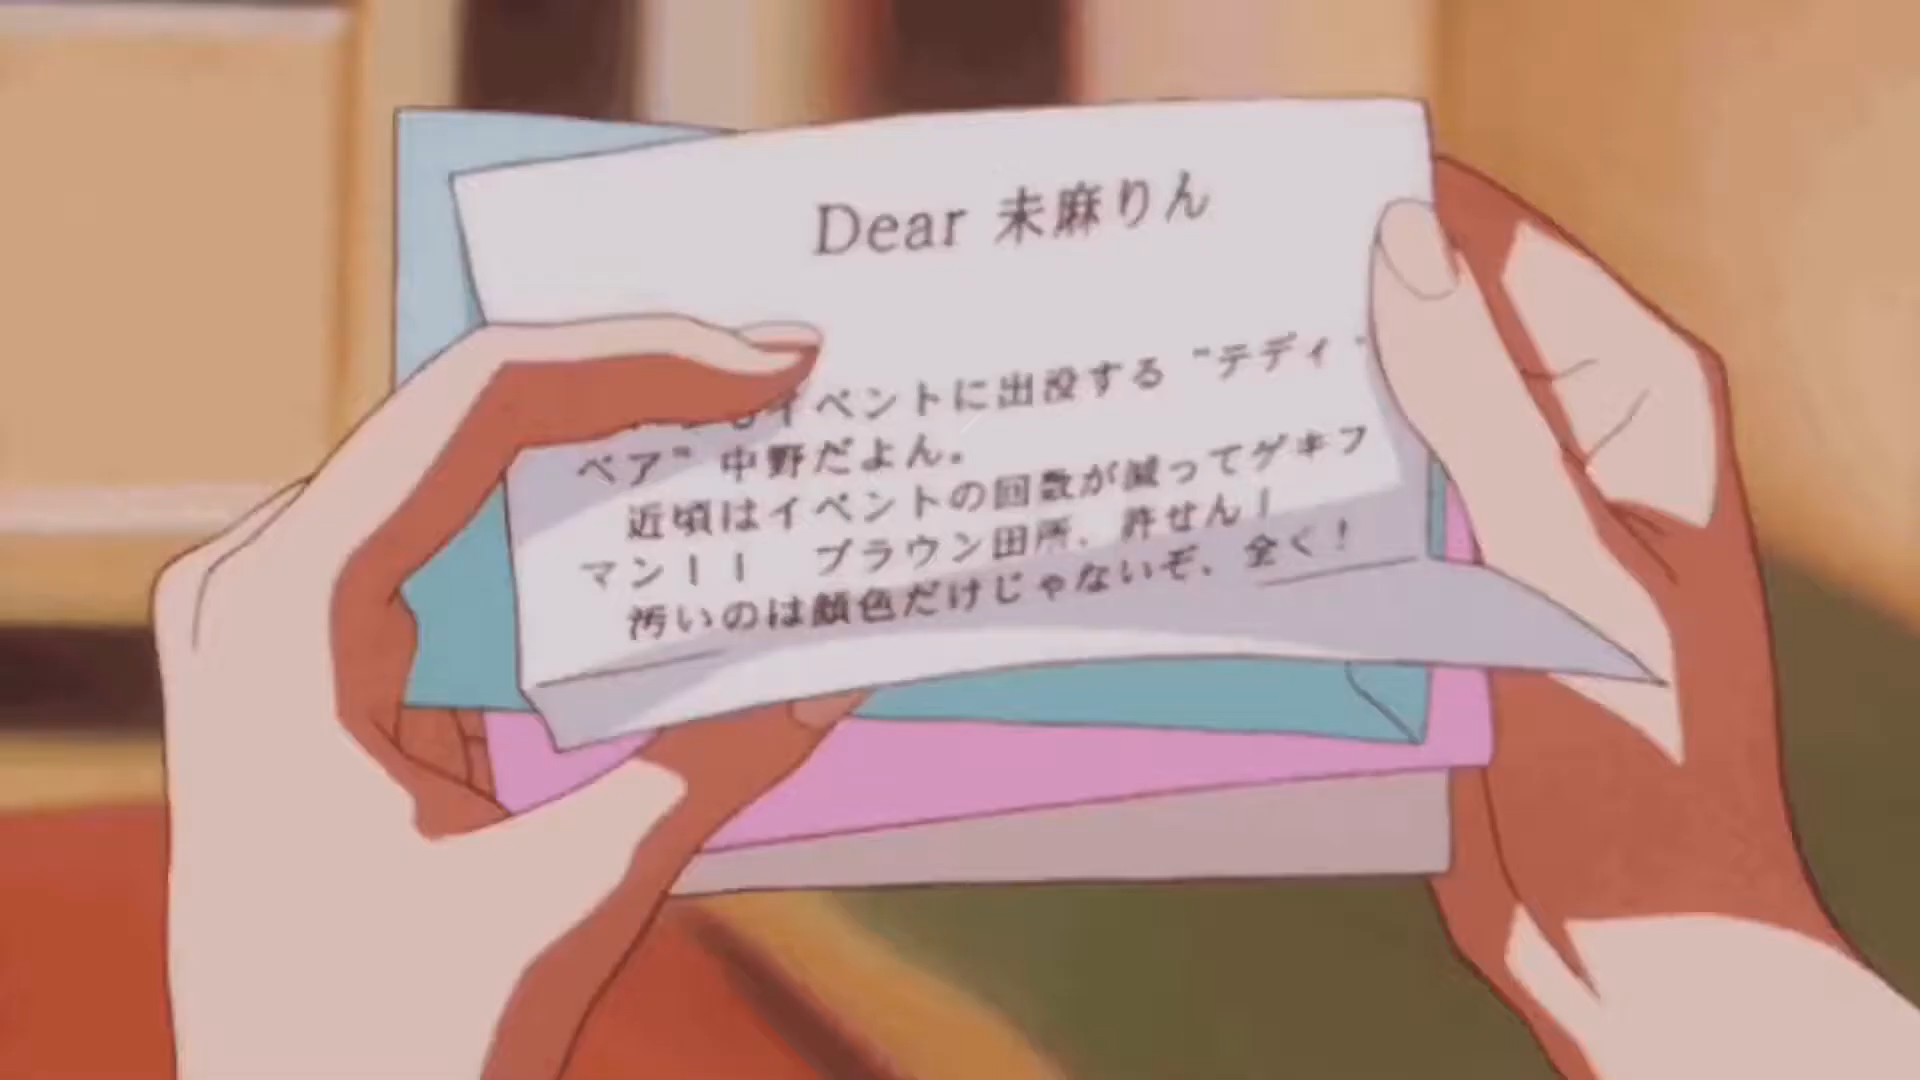 Dear 未麻りん
もイベントに出没する“テディ
ベア”中野だよん。
近頃はイベントの回数が減ってゲキフ
マン！！　ブラウン田所、許せん！
汚いのは顔色だけじゃないぞ、全く！